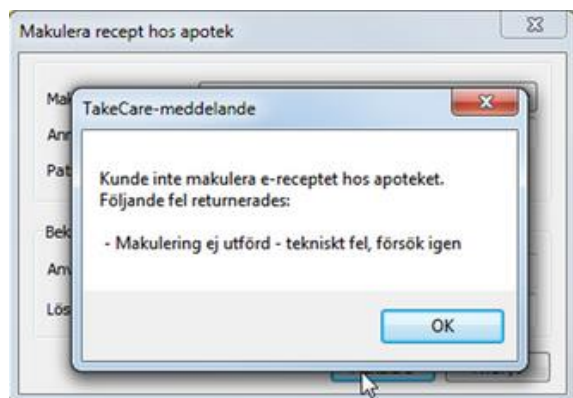 Makulera recept hos apotek
TakeCare-meddelande
Kunde inte makulera e-receptet hos apoteket.
Följande fel returnerades:
- Makulering ej utförd - tekniskt fel, försök igen
OK